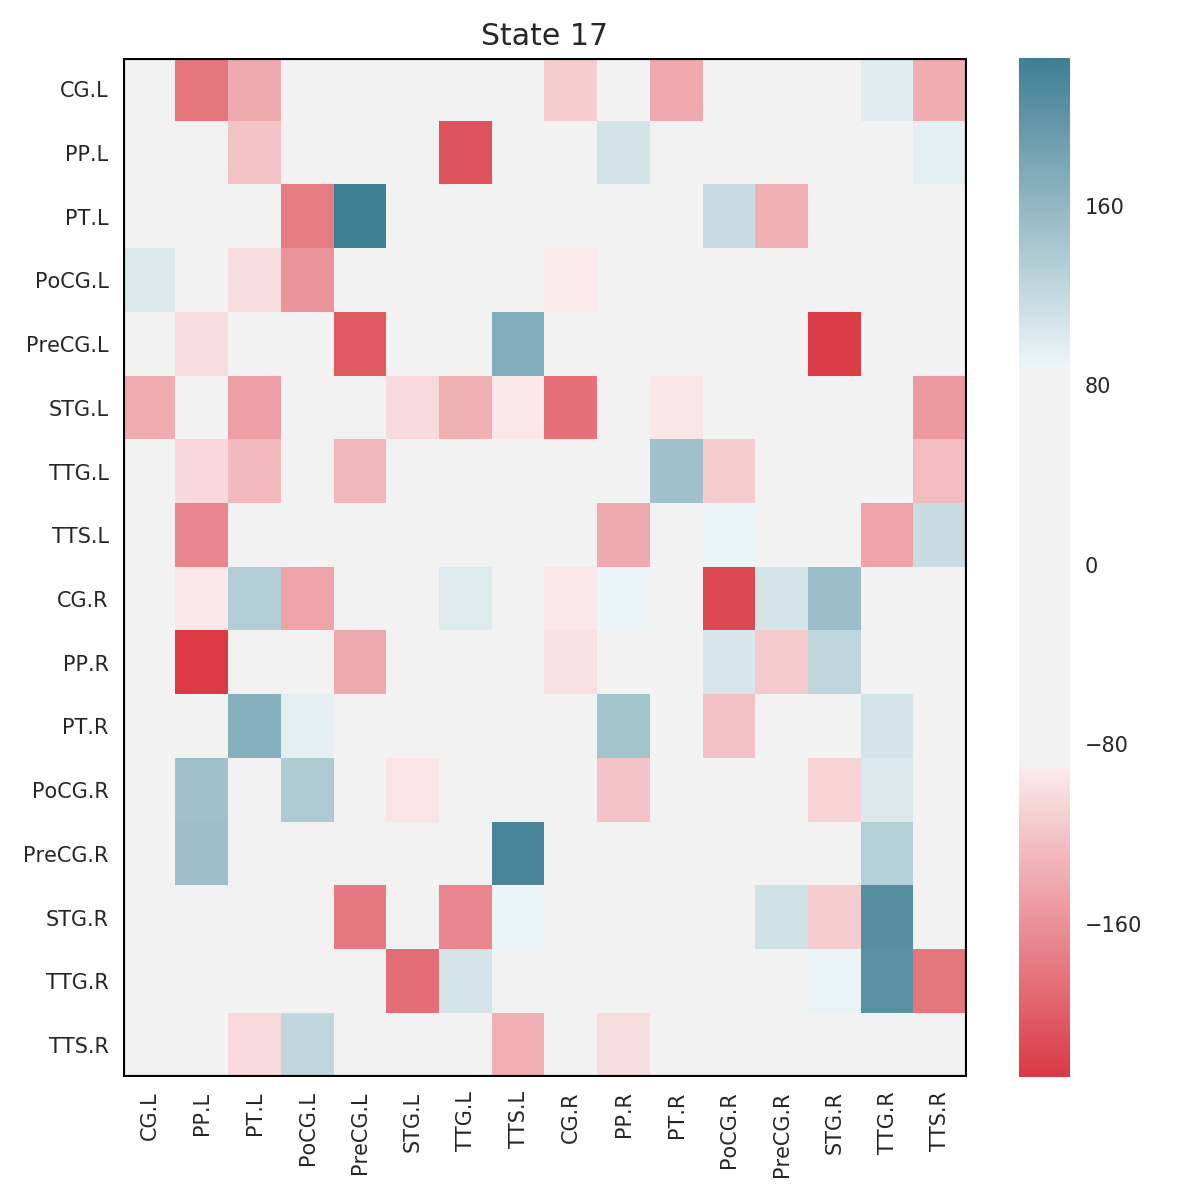 State 17
CG.L
PP.L
PT.L
PoCG.L
PreCG.L
STG.L
TTG.L
TTS.L
CG.R
PP.R
PT.R
PoCG.R
PreCG.R
STG.R
TTG.R
TTS.R
CG.L PP.L PT.L PoCG.L PreCG.L STG.L TTG.L TTS.L CG.R PP.R PT.R PoCG.R PreCG.R STG.R TTG.R TTS.R
160
80
0
−80
−160